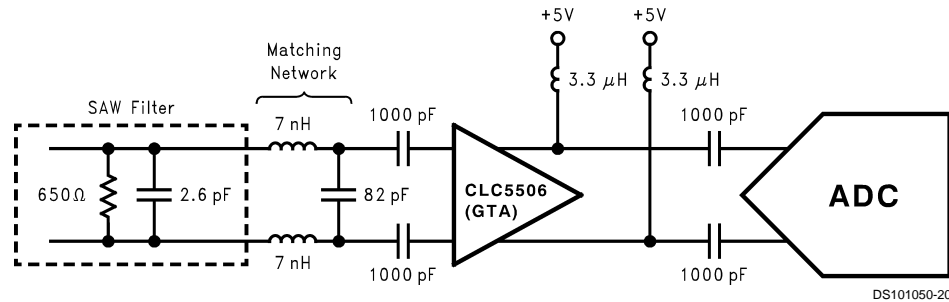 +5V
+5V
Matching
Network
3.3 μH
3.3 μH
SAW Filter
7 nH
1000 pF
1000 pF
650Ω
2.6 pF
82 pF
CLC5506
(GTA)
ADC
7 nH
1000 pF
1000 pF
DS101050-20